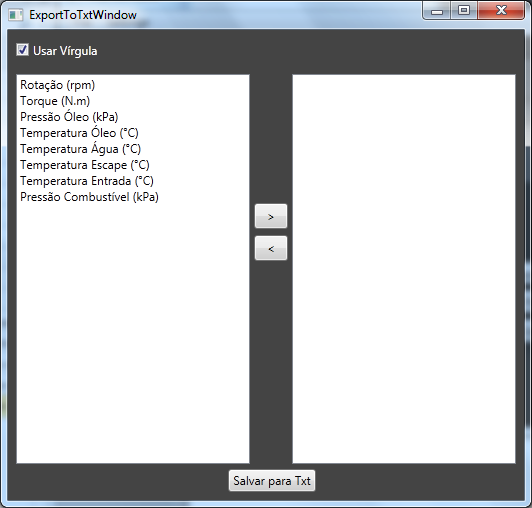 ExportToTxtWindow
Usar Vírgula
Rotação (rpm)
Torque (N.m)
Pressão Óleo (kPa)
Temperatura Óleo (°C)
Temperatura Água (°C)
Temperatura Escape (°C)
Temperatura Entrada (°C)
Pressão Combustível (kPa)
>
<
Salvar para Txt